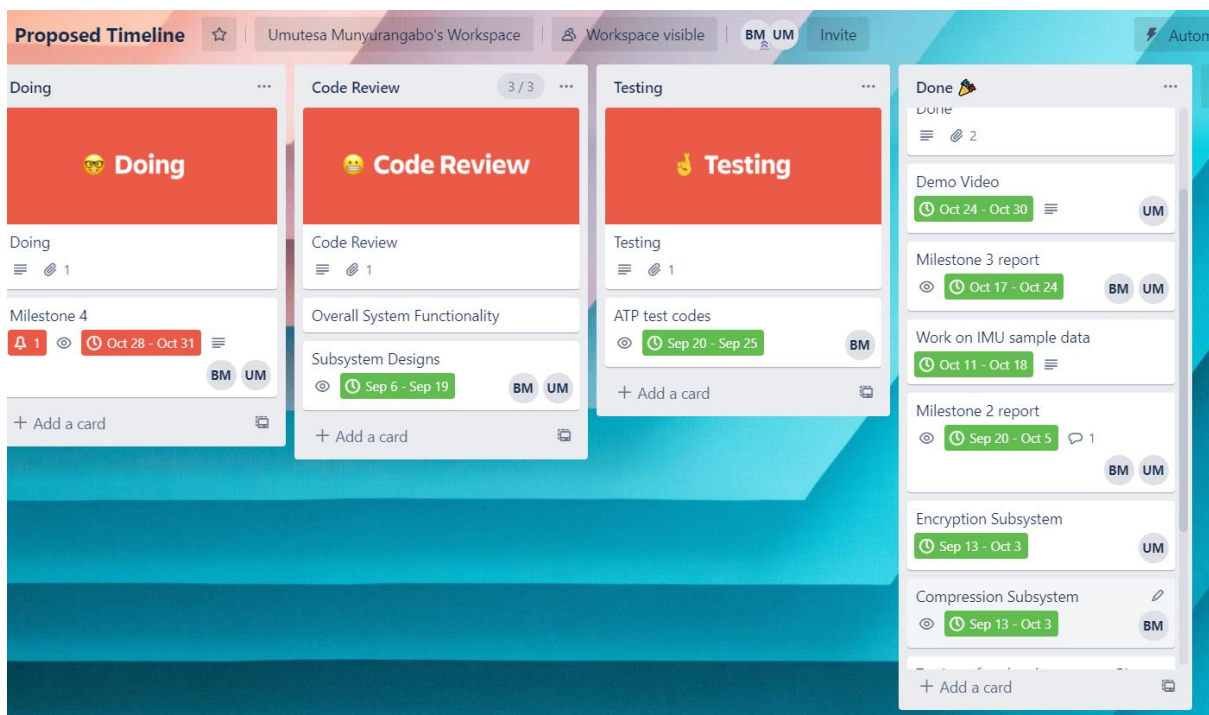 Proposed Timeline
Umutesa Munyurangabo's Workspace
Workspace visible
BM UM
Invite
Doing
Doing
Doing
1
Milestone 4
1 Oct 28 - Oct 31
BM UM
+ Add a card
Code Review 3 / 3
Code Review
Code Review
1
Overall System Functionality
Subsystem Designs
Sep 6 - Sep 19 BM UM
+ Add a card
Testing
Testing
Testing
1
ATP test codes
Sep 20 - Sep 25 BM
+ Add a card
Done
Done
2
Demo Video
Oct 24 - Oct 30 UM
Milestone 3 report
Oct 17 - Oct 24 BM UM
Work on IMU sample data
Oct 11 - Oct 18
Milestone 2 report
Sep 20 - Oct 5 1
BM UM
Encryption Subsystem
Sep 13 - Oct 3 UM
Compression Subsystem
Sep 13 - Oct 3 BM
+ Add a card